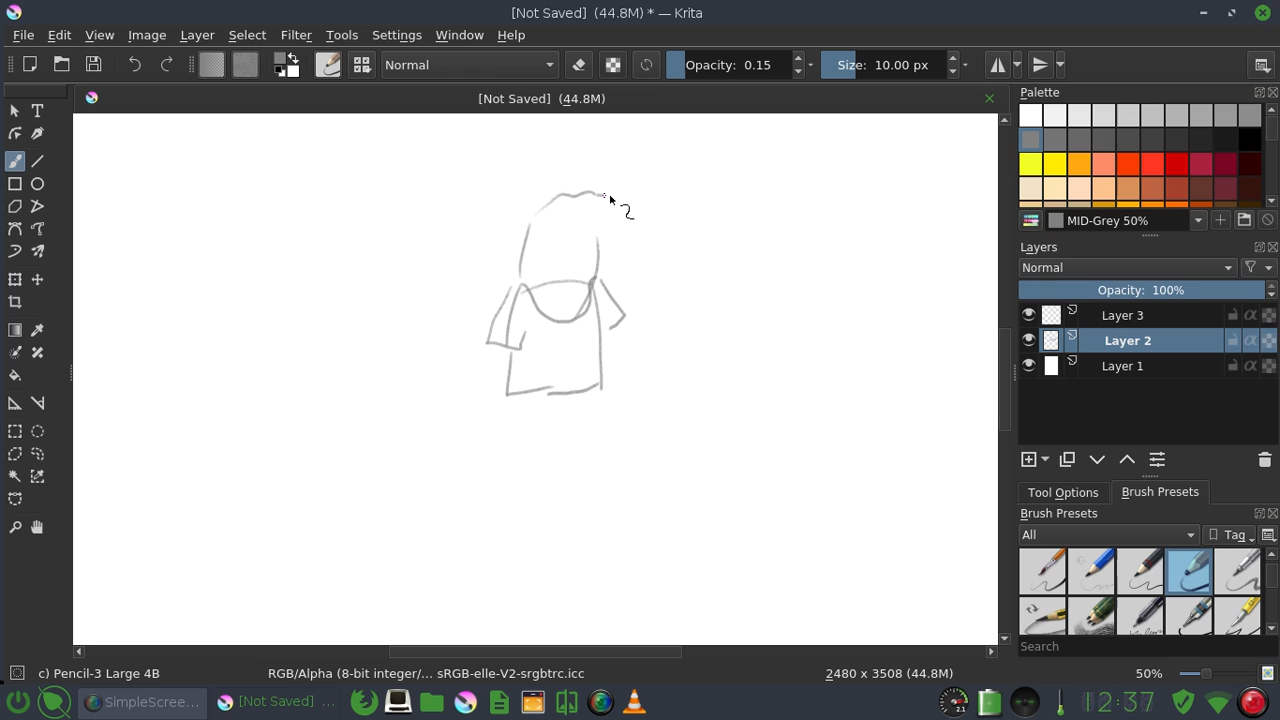 [Not Saved]  (44.8M) * — Krita
File Edit View Image Layer Select Filter Tools Settings Window Help
Normal Opacity: 0.15 Size: 10.00 px
[Not Saved]  (44.8M)
Palette
MID-Grey 50%
Layers
Normal
Opacity: 100%
Layer 3
Layer 2
Layer 1
Tool Options Brush Presets
Brush Presets
All Tag
Search
c) Pencil-3 Large 4B RGB/Alpha (8-bit integer/... sRGB-elle-V2-srgbtrc.icc 2480 x 3508 (44.8M) 50%
SimpleScree... [Not Saved] ... 2.1 12:37